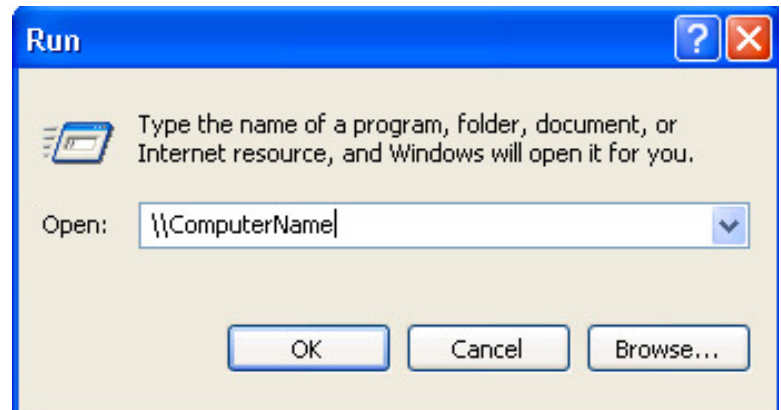 Run
Type the name of a program, folder, document, or
Internet resource, and Windows will open it for you.
Open: \\ComputerName
OK Cancel Browse...